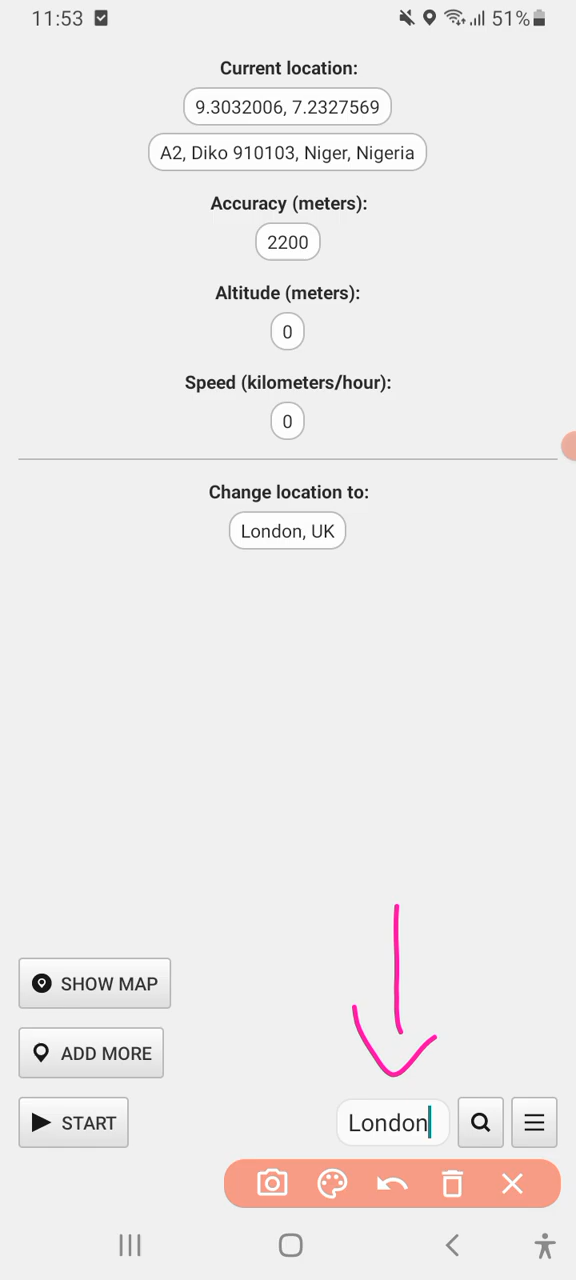 11:53 51%
Current location:
9.3032006, 7.2327569
A2, Diko 910103, Niger, Nigeria
Accuracy (meters):
2200
Altitude (meters):
0
Speed (kilometers/hour):
0
Change location to:
London, UK
SHOW MAP
ADD MORE
START London